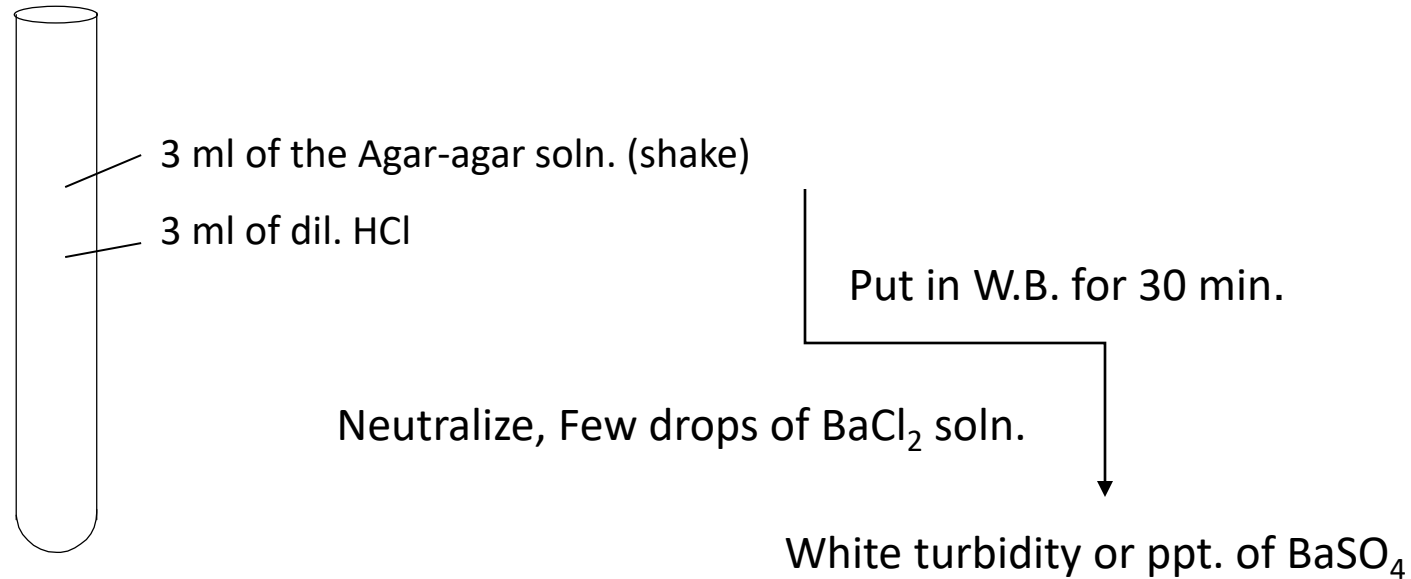 3 ml of the Agar-agar soln. (shake)
3 ml of dil. HCl
Put in W.B. for 30 min.
Neutralize, Few drops of BaCl₂ soln.
White turbidity or ppt. of BaSO₄